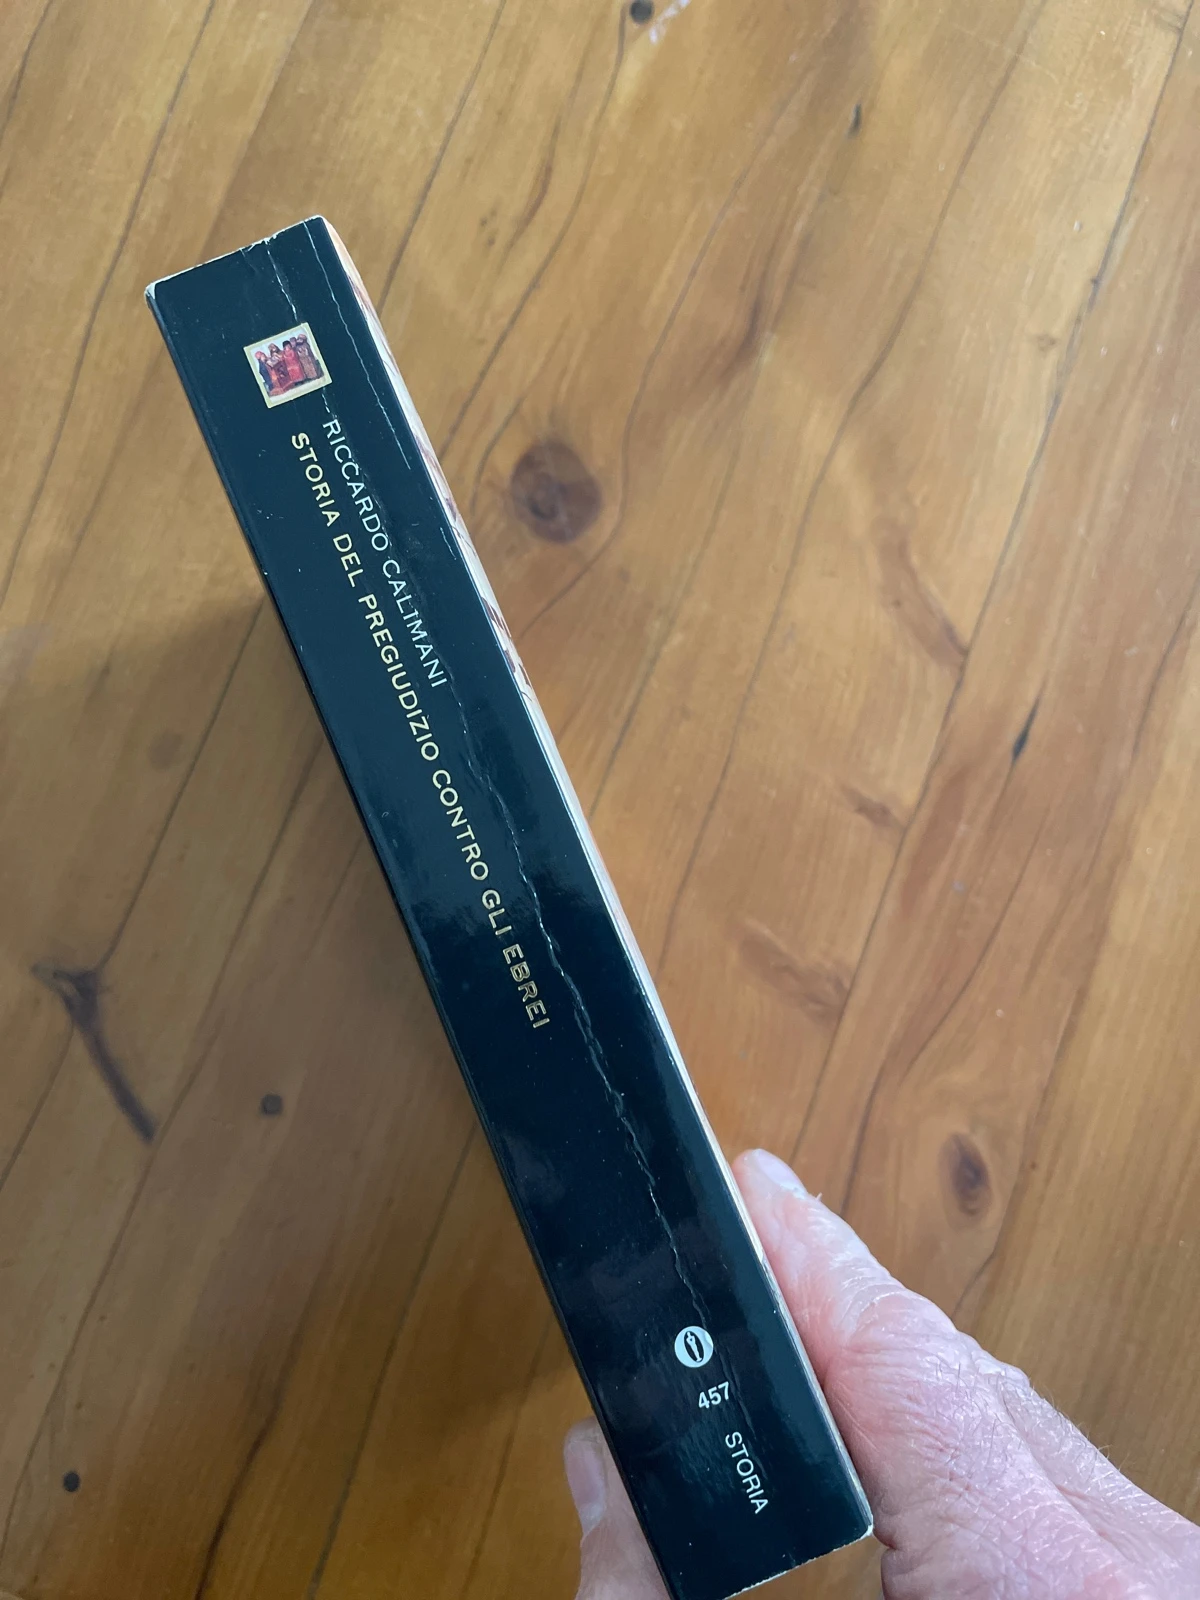 RICCARDO CALIMANI
STORIA DEL PREGIUDIZIO CONTRO GLI EBREI
457
STORIA